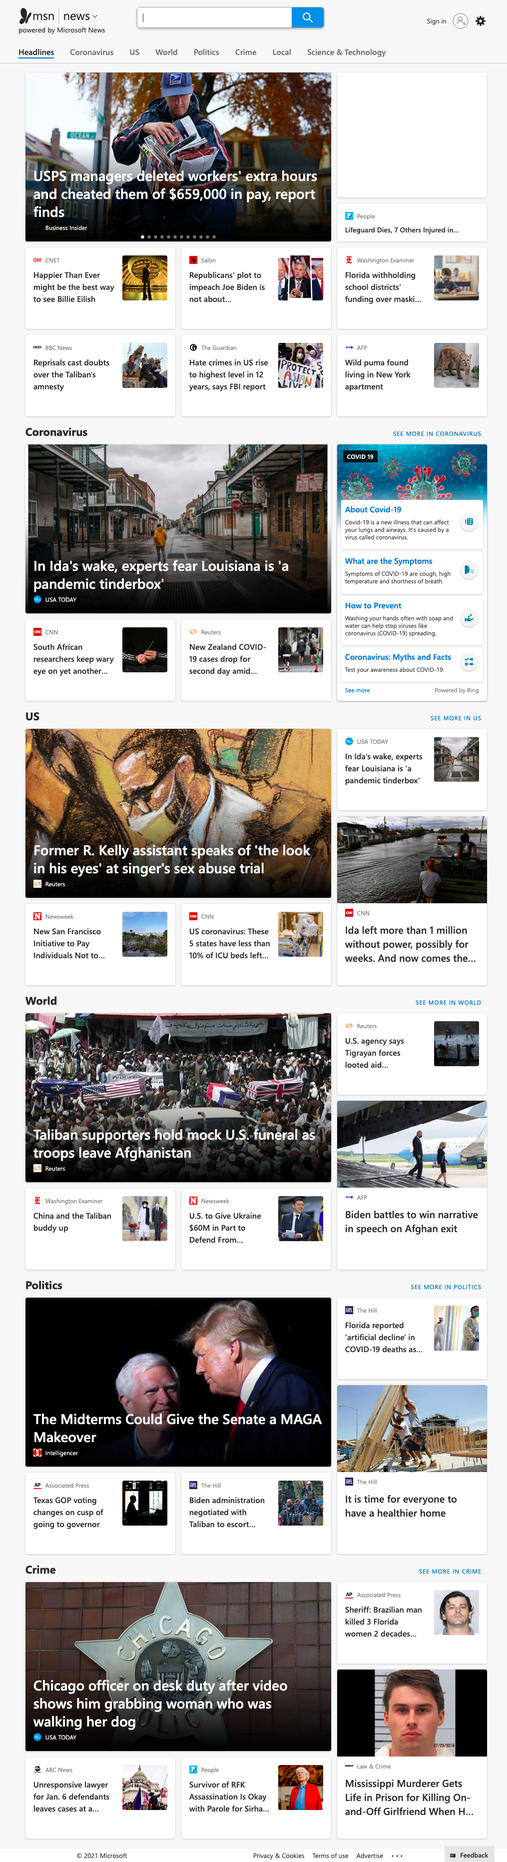 msn news
powered by Microsoft News
Sign in
Headlines Coronavirus US World Politics Crime Local Science & Technology
OCEAN
USPS managers deleted workers' extra hours
and cheated them of $659,000 in pay, report
finds
Business Insider
People
Lifeguard Dies, 7 Others Injured in...
CNET
Happier Than Ever
might be the best way
to see Billie Eilish
Salon
Republicans' plot to
impeach Joe Biden is
not about...
Washington Examiner
Florida withholding
school districts'
funding over maski...
BBC News
Reprisals cast doubts
over the Taliban's
amnesty
The Guardian
Hate crimes in US rise
to highest level in 12
years, says FBI report
PROTECT
ASIAN
LIVES
AFP
Wild puma found
living in New York
apartment
Coronavirus
SEE MORE IN CORONAVIRUS
In Ida's wake, experts fear Louisiana is 'a
pandemic tinderbox'
USA TODAY
COVID 19
About Covid-19
Covid-19 is a new illness that can affect
your lungs and airways. It's caused by a
virus called coronavirus.
What are the Symptoms
Symptoms of COVID-19 are cough, high
temperature and shortness of breath.
How to Prevent
Washing your hands often with soap and
water can help stop viruses like
coronavirus (COVID-19) spreading.
Coronavirus: Myths and Facts
Test your awareness about COVID-19.
See more Powered by Bing
CNN
South African
researchers keep wary
eye on yet another...
Reuters
New Zealand COVID-
19 cases drop for
second day amid...
US
SEE MORE IN US
Former R. Kelly assistant speaks of 'the look
in his eyes' at singer's sex abuse trial
Reuters
USA TODAY
In Ida's wake, experts
fear Louisiana is 'a
pandemic tinderbox'
Newsweek
New San Francisco
Initiative to Pay
Individuals Not to...
CNN
US coronavirus: These
5 states have less than
10% of ICU beds left...
CNN
Ida left more than 1 million
without power, possibly for
weeks. And now comes the...
World
SEE MORE IN WORLD
Taliban supporters hold mock U.S. funeral as
troops leave Afghanistan
Reuters
Reuters
U.S. agency says
Tigrayan forces
looted aid...
Washington Examiner
China and the Taliban
buddy up
Newsweek
U.S. to Give Ukraine
$60M in Part to
Defend From...
AFP
Biden battles to win narrative
in speech on Afghan exit
Politics
SEE MORE IN POLITICS
The Midterms Could Give the Senate a MAGA
Makeover
Intelligencer
The Hill
Florida reported
'artificial decline' in
COVID-19 deaths as...
Associated Press
Texas GOP voting
changes on cusp of
going to governor
The Hill
Biden administration
negotiated with
Taliban to escort...
The Hill
It is time for everyone to
have a healthier home
Crime
SEE MORE IN CRIME
CHICAGO
POLICE
Chicago officer on desk duty after video
shows him grabbing woman who was
walking her dog
USA TODAY
Associated Press
Sheriff: Brazilian man
killed 3 Florida
women 2 decades...
ABC News
Unresponsive lawyer
for Jan. 6 defendants
leaves cases at a...
People
Survivor of RFK
Assassination Is Okay
with Parole for Sirha...
Law & Crime
Mississippi Murderer Gets
Life in Prison for Killing On-
and-Off Girlfriend When H...
© 2021 Microsoft Privacy & Cookies Terms of use Advertise ... Feedback